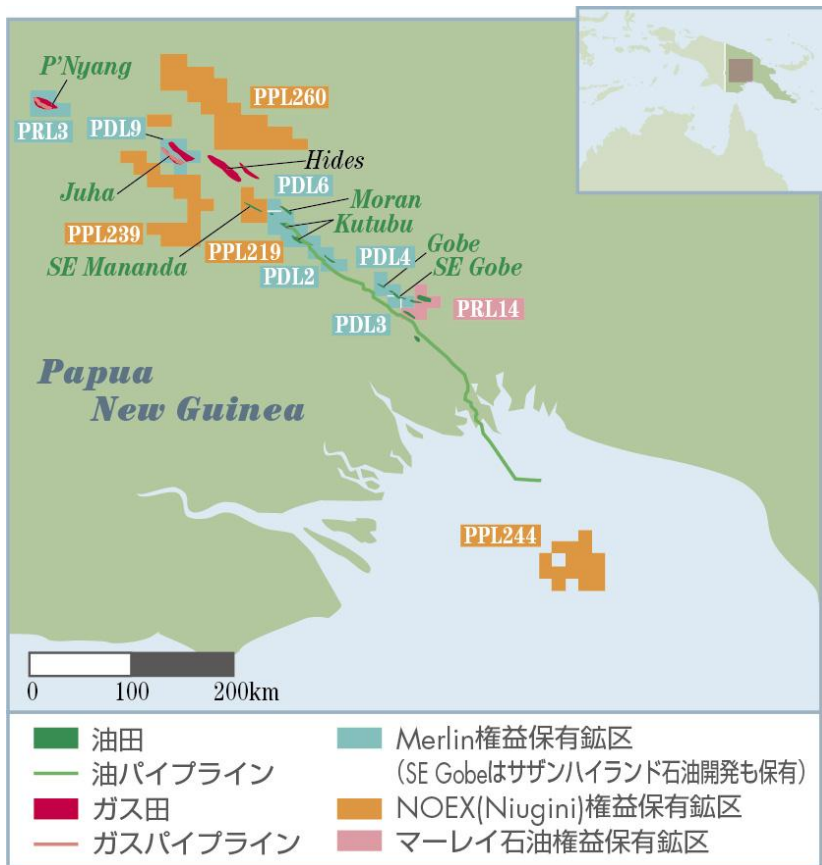 P'Nyang
PPL260
PRL3
PDL9
Hides
Juha
PDL6
Moran
Kutubu
PPL239
PPL219
Gobe
SE Mananda
PDL2
PDL4
SE Gobe
PDL3
PRL14
Papua
New Guinea
PPL244
0 100 200km
油田
油パイプライン
ガス田
ガスパイプライン
Merlin権益保有鉱区
(SE Gobeはサザンハイランド石油開発も保有)
NOEX(Niugini)権益保有鉱区
マーレイ石油権益保有鉱区